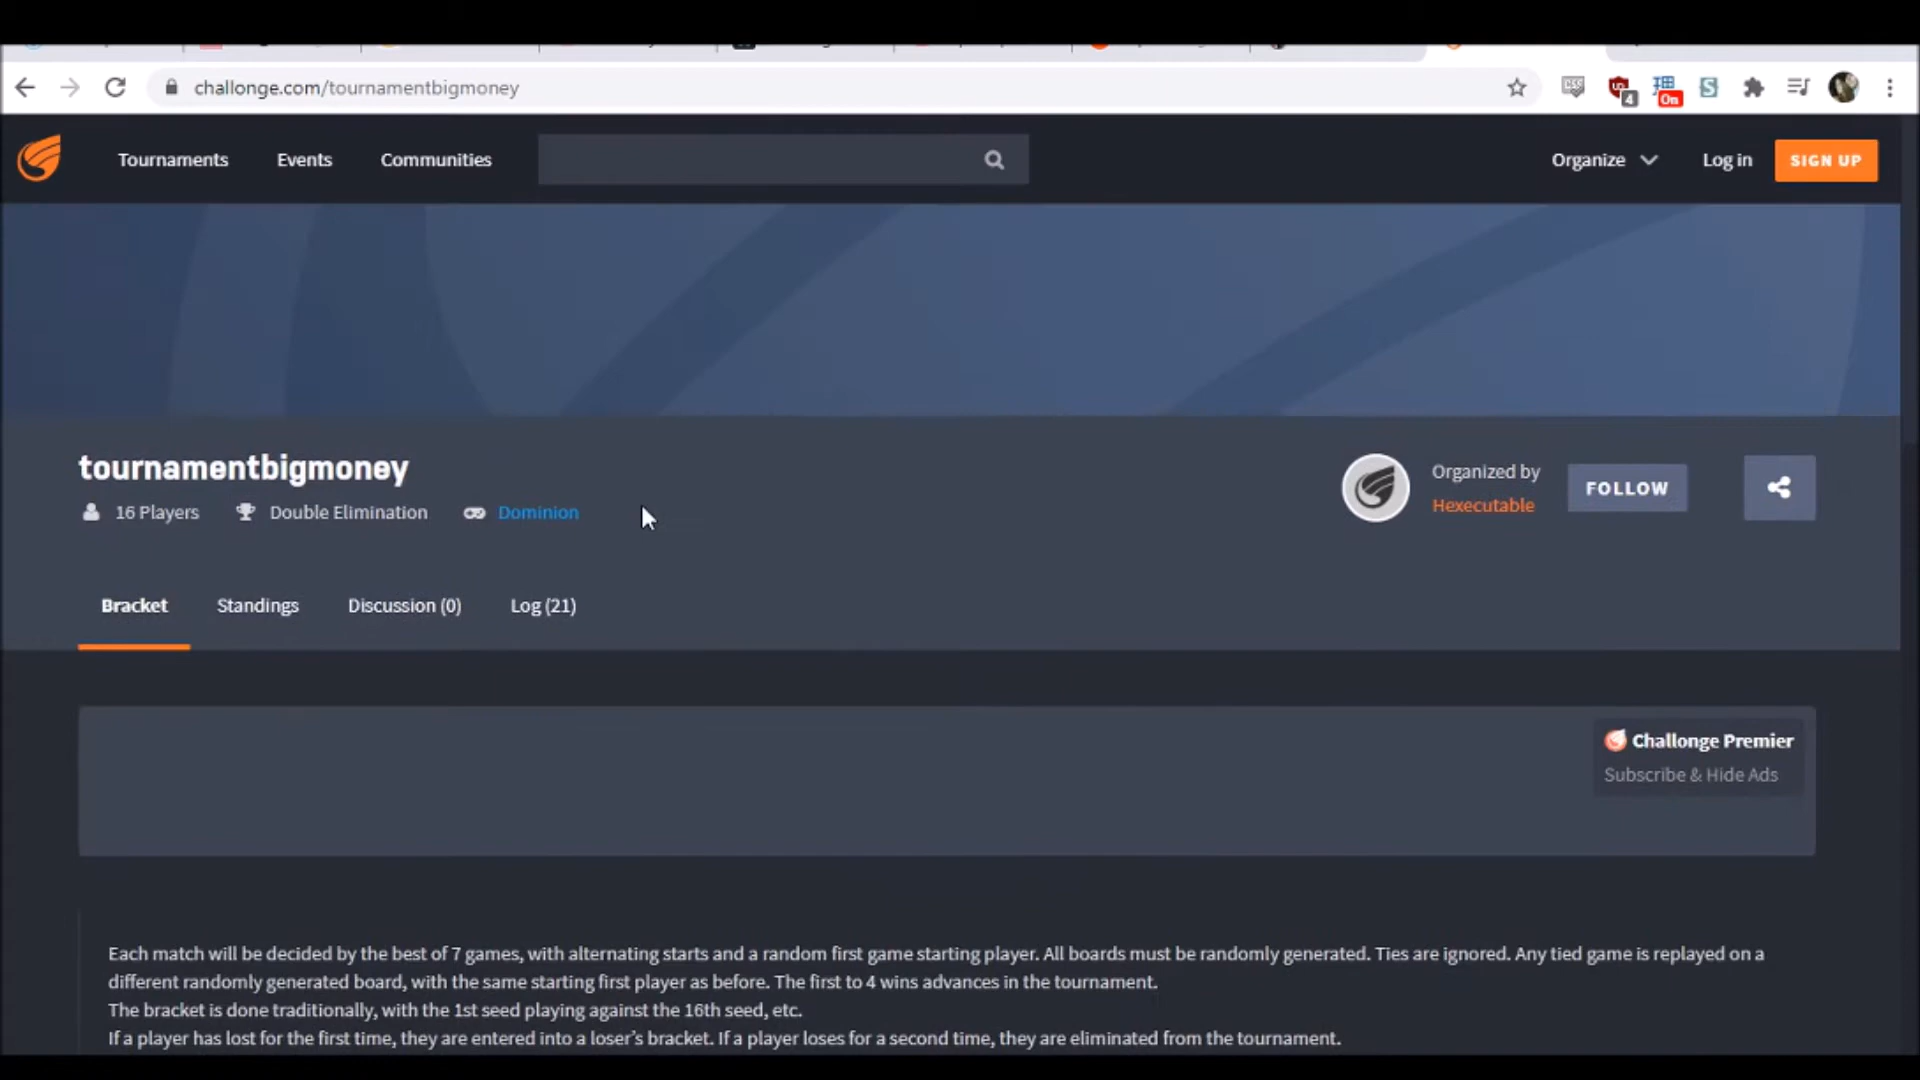 challonge.com/tournamentbigmoney
4
On
Tournaments
Events
Communities
Organize
Log in
SIGN UP
tournamentbigmoney
16 Players
Double Elimination
Dominion
Organized by
Hexecutable
FOLLOW
Bracket
Standings
Discussion (0)
Log (21)
Challonge Premier
Subscribe & Hide Ads
Each match will be decided by the best of 7 games, with alternating starts and a random first game starting player. All boards must be randomly generated. Ties are ignored. Any tied game is replayed on a
different randomly generated board, with the same starting first player as before. The first to 4 wins advances in the tournament.
The bracket is done traditionally, with the 1st seed playing against the 16th seed, etc.
If a player has lost for the first time, they are entered into a loser's bracket. If a player loses for a second time, they are eliminated from the tournament.